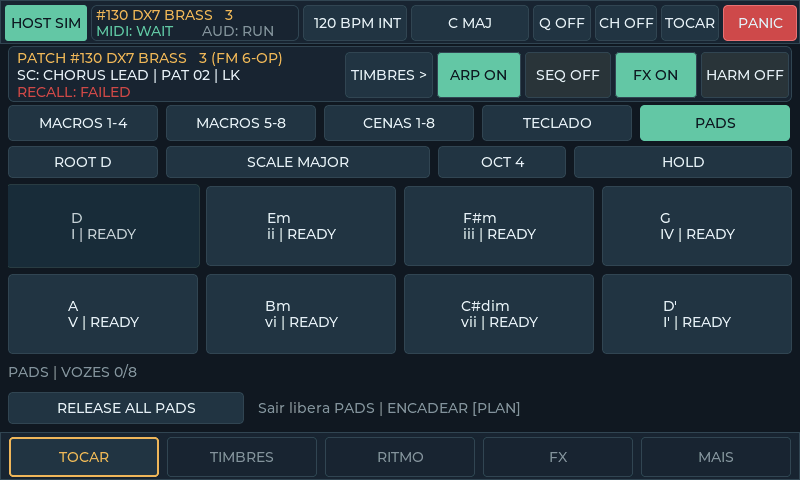 HOST SIM
#130 DX7 BRASS   3
MIDI: WAIT AUD: RUN
120 BPM INT
C MAJ
Q OFF
CH OFF
TOCAR
PANIC
PATCH #130 DX7 BRASS   3 (FM 6-OP)
SC: CHORUS LEAD | PAT 02 | LK
RECALL: FAILED
TIMBRES >
ARP ON
SEQ OFF
FX ON
HARM OFF
MACROS 1-4
MACROS 5-8
CENAS 1-8
TECLADO
PADS
ROOT D
SCALE MAJOR
OCT 4
HOLD
D
I | READY
Em
ii | READY
F#m
iii | READY
G
IV | READY
A
V | READY
Bm
vi | READY
C#dim
vii | READY
D'
I' | READY
PADS | VOZES 0/8
RELEASE ALL PADS
Sair libera PADS | ENCADEAR [PLAN]
TOCAR
TIMBRES
RITMO
FX
MAIS